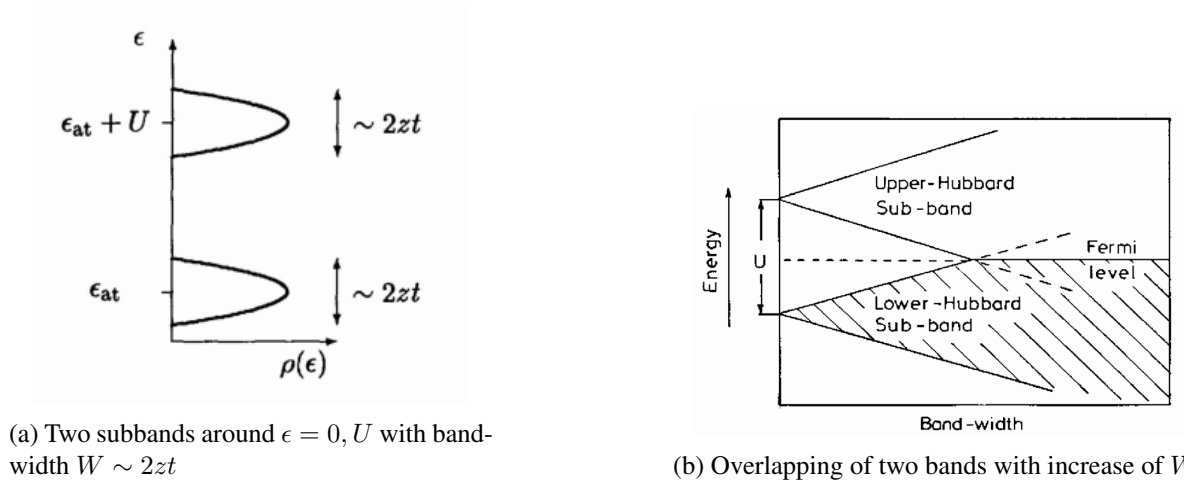 ϵ
ϵat + U
∼ 2zt
ϵat
∼ 2zt
ρ(ϵ)
(a) Two subbands around ϵ = 0, U with band-
width W ∼ 2zt
Energy
U
Upper-Hubbard
Sub-band
Fermi
level
Lower-Hubbard
Sub-band
Band-width
(b) Overlapping of two bands with increase of W